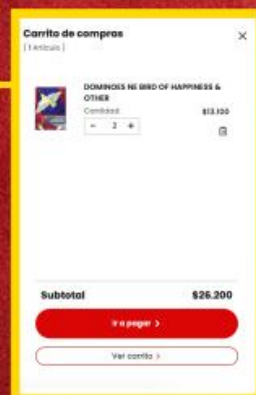 Carrito de compras
[ 1 Artículo ]
DOMINOES NE BIRD OF HAPPINESS &
OTHER
Cantidad:
$13.100
- 2 +
Subtotal
$26.200
Ir a pagar >
Ver carrito >